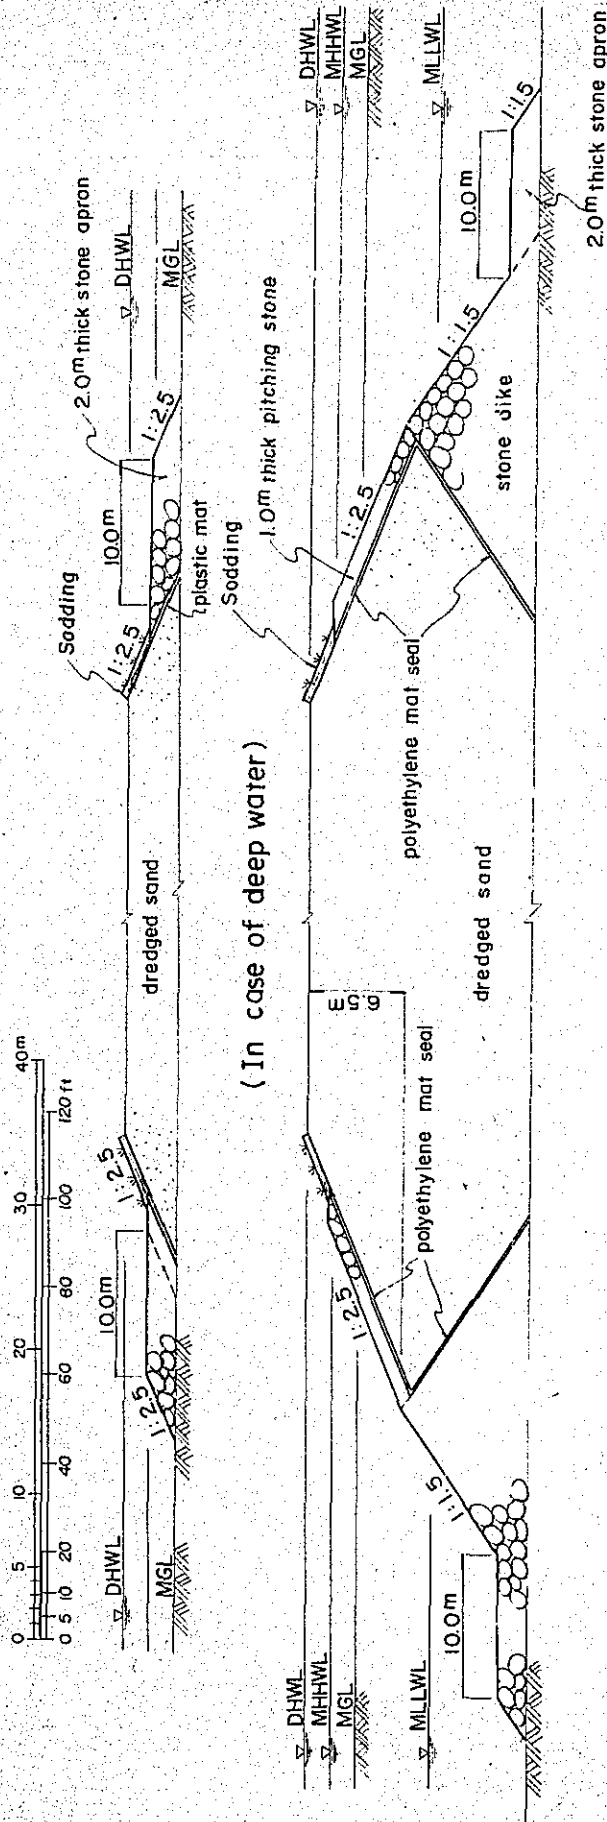 0 5 10 20 30 40m
0 5 10 20 40 60 80 100 120 ft
DHWL
MGL
1:2.5
10.0m
1:2.5
dredged sand
Sodding
1:2.5
10.0m
plastic mat
2.0m thick stone apron
1:2.5
DHWL
MGL
(In case of deep water)
DHWL
MHHWL
MGL
MLLWL
10.0m
1:1.5
1:2.5
polyethylene mat seal
6.5m
dredged sand
polyethylene mat seal
Sodding
1.0m thick pitching stone
1:2.5
stone dike
1:1.5
10.0m
1:1.5
2.0m thick stone apron
DHWL
MHHWL
MGL
MLLWL